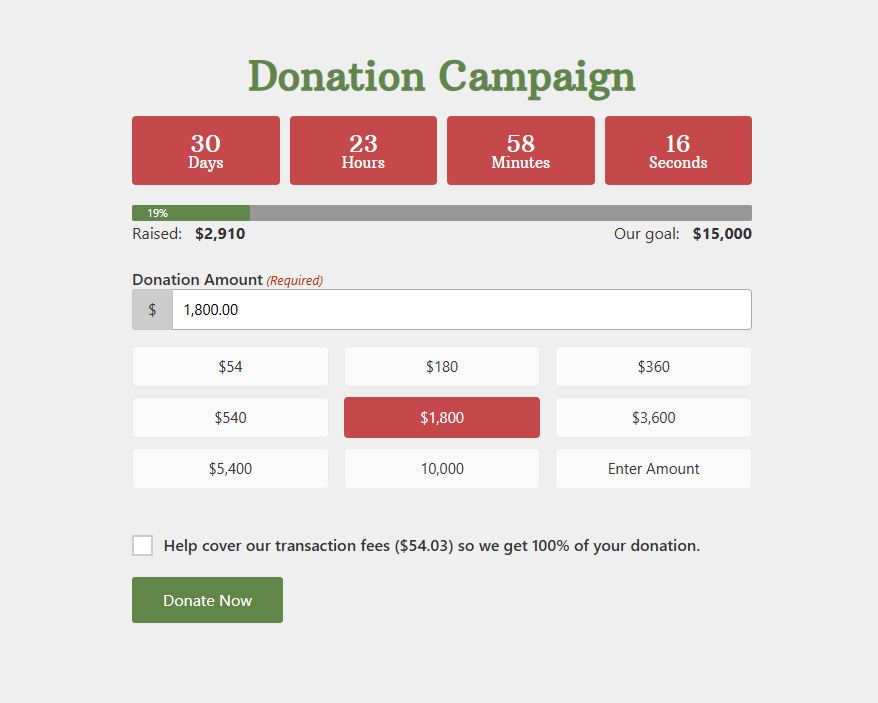 Donation Campaign
30 23 58 16
Days Hours Minutes Seconds
19%
Raised: $2,910 Our goal: $15,000
Donation Amount (Required)
$ 1,800.00
$54 $180 $360
$540 $1,800 $3,600
$5,400 10,000 Enter Amount
Help cover our transaction fees ($54.03) so we get 100% of your donation.
Donate Now